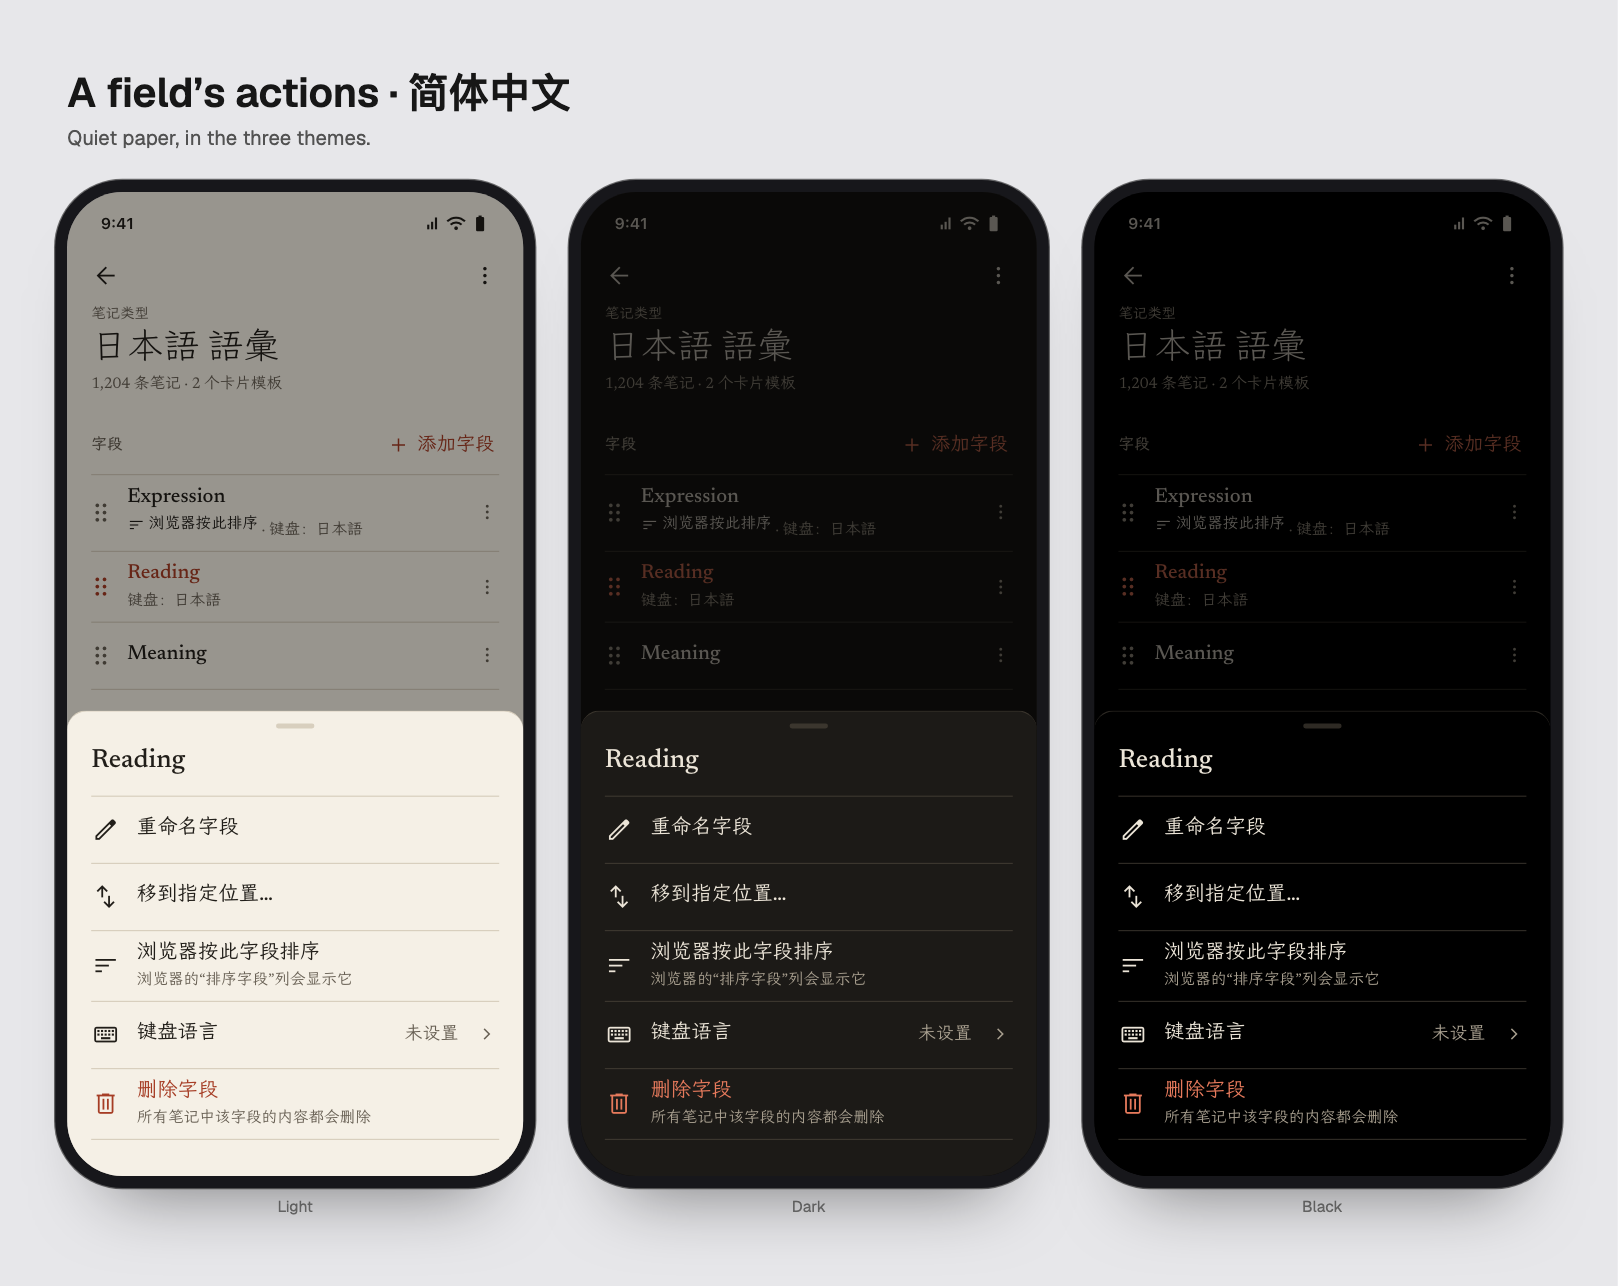 A field’s actions · 简体中文
Quiet paper, in the three themes.
9:41
笔记类型
日本語 語彙
1,204 条笔记 · 2 个卡片模板
字段
+ 添加字段
Expression
浏览器按此排序 · 键盘：日本語
Reading
键盘：日本語
Meaning
Reading
重命名字段
移到指定位置…
浏览器按此字段排序
浏览器的“排序字段”列会显示它
键盘语言 未设置
删除字段
所有笔记中该字段的内容都会删除
Light
9:41
笔记类型
日本語 語彙
1,204 条笔记 · 2 个卡片模板
字段
+ 添加字段
Expression
浏览器按此排序 · 键盘：日本語
Reading
键盘：日本語
Meaning
Reading
重命名字段
移到指定位置…
浏览器按此字段排序
浏览器的“排序字段”列会显示它
键盘语言 未设置
删除字段
所有笔记中该字段的内容都会删除
Dark
9:41
笔记类型
日本語 語彙
1,204 条笔记 · 2 个卡片模板
字段
+ 添加字段
Expression
浏览器按此排序 · 键盘：日本語
Reading
键盘：日本語
Meaning
Reading
重命名字段
移到指定位置…
浏览器按此字段排序
浏览器的“排序字段”列会显示它
键盘语言 未设置
删除字段
所有笔记中该字段的内容都会删除
Black